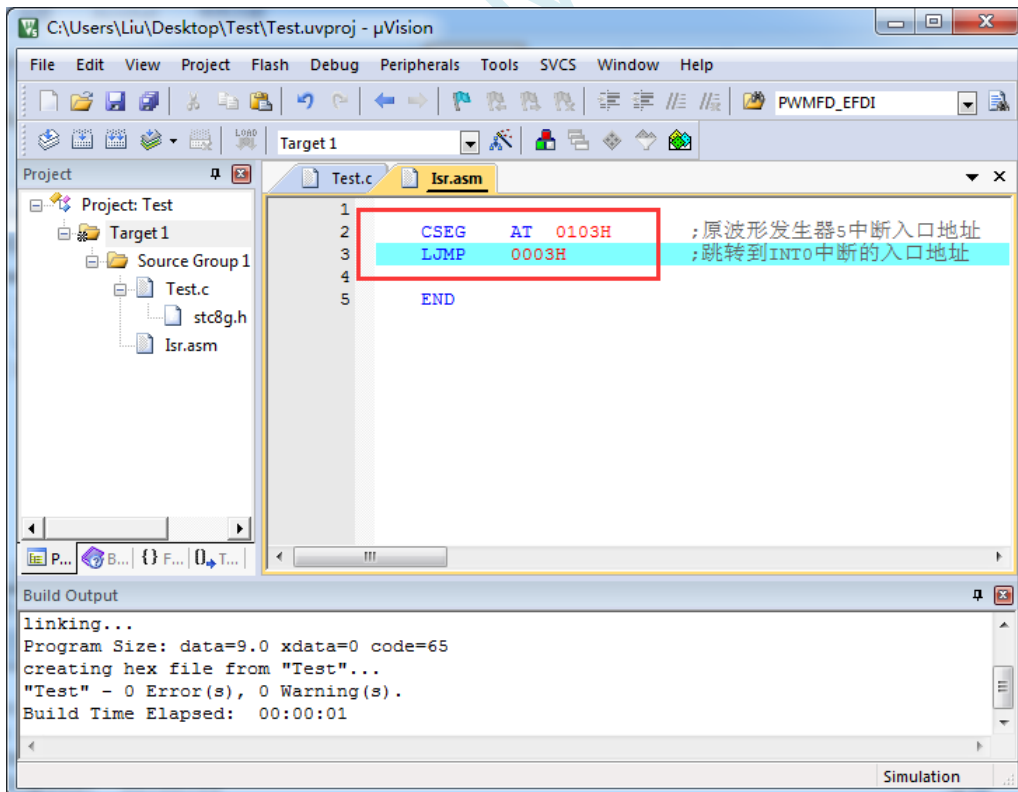 C:\Users\Liu\Desktop\Test\Test.uvproj - µVision
File Edit View Project Flash Debug Peripherals Tools SVCS Window Help
PWMFD_EFDI
LOAD Target 1
Project
Test.c Isr.asm
Project: Test
Target 1
Source Group 1
Test.c
stc8g.h
Isr.asm
1
2 CSEG AT 0103H ;原波形发生器5中断入口地址
3 LJMP 0003H ;跳转到INT0中断的入口地址
4
5 END
P... B... {} F... 0 T...
Build Output
linking...
Program Size: data=9.0 xdata=0 code=65
creating hex file from "Test"...
"Test" - 0 Error(s), 0 Warning(s).
Build Time Elapsed: 00:00:01
Simulation